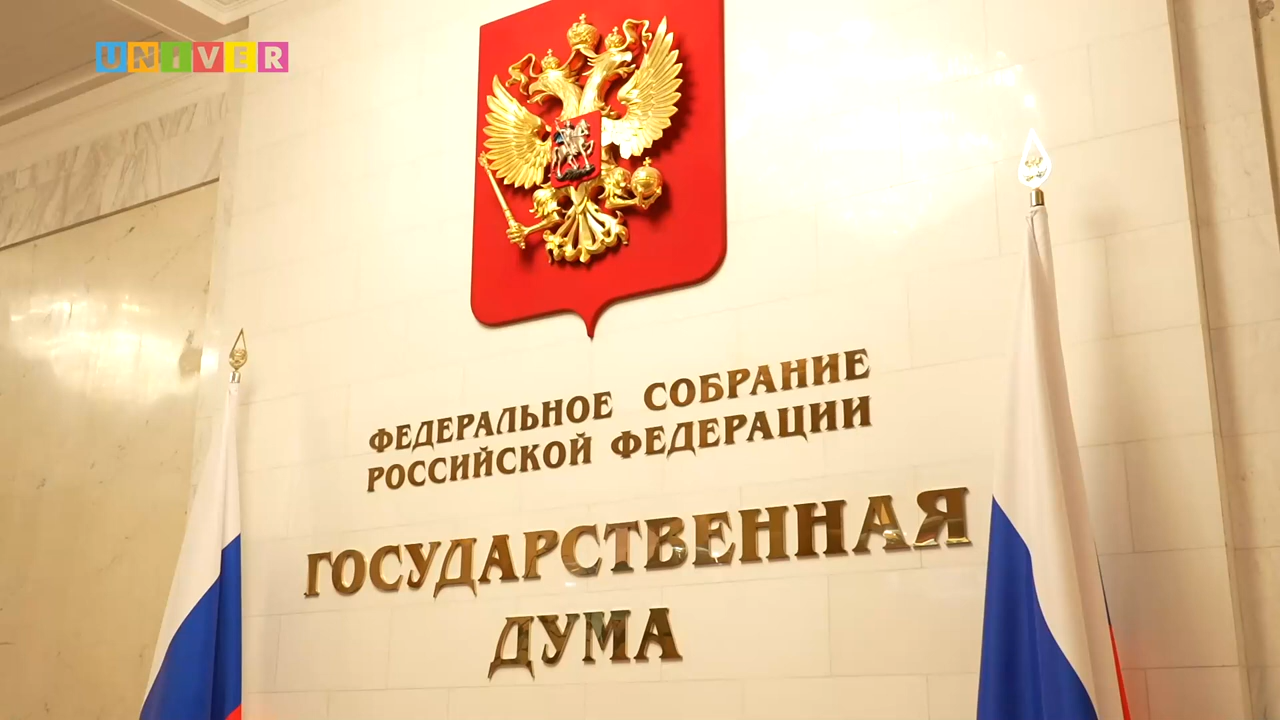 UNIVER
ФЕДЕРАЛЬНОЕ СОБРАНИЕ
РОССИЙСКОЙ ФЕДЕРАЦИИ
ГОСУДАРСТВЕННАЯ
ДУМА